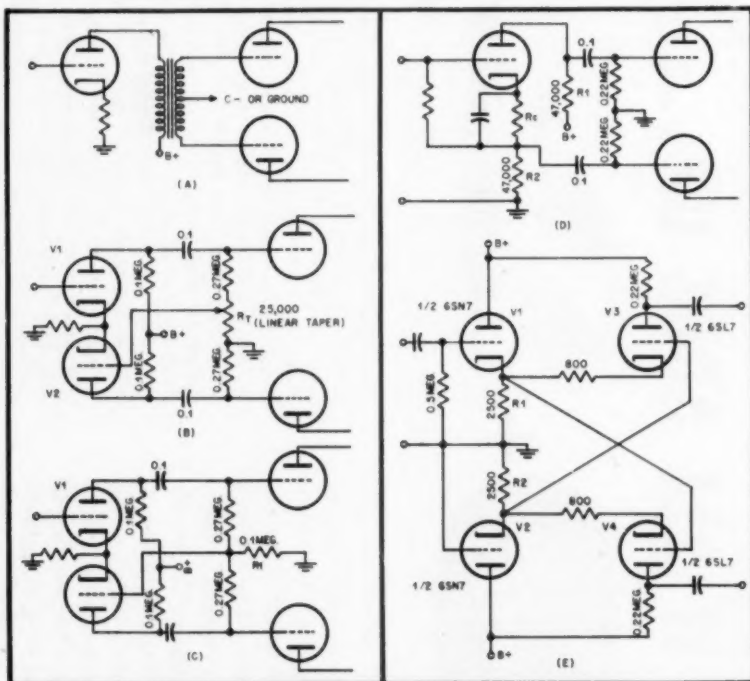 C- OR GROUND
B+
(A)
V1
0.1
0.1MEG.
0.27MEG.
RT
25,000
(LINEAR TAPER)
B+
0.1MEG.
0.27MEG.
V2
0.1
(B)
V1
0.1
0.1MEG.
0.27MEG.
0.1MEG.
R1
B+
0.1MEG.
0.27MEG.
(C)
0.1
47,000
R1
0.22MEG.
B+
0.22MEG.
0.1
47,000
R2
(D)
B+
0.22MEG.
1/2 6SN7
V1
V3
1/2 6SL7
800
0.5MEG.
2500
R1
2500
R2
800
V2
V4
1/2 6SN7
1/2 6SL7
0.22MEG.
B+
(E)